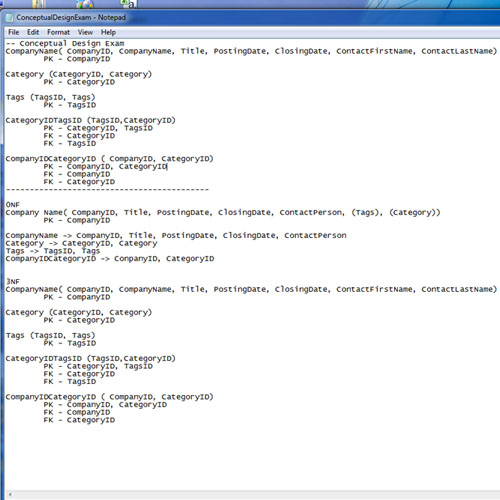 ConceptualDesignExam - Notepad
File Edit Format View Help
-- Conceptual Design Exam
CompanyName( CompanyID, CompanyName, Title, PostingDate, ClosingDate, ContactFirstName, ContactLastName)
PK - CompanyID
Category (CategoryID, Category)
PK - CategoryID
Tags (TagsID, Tags)
PK - TagsID
CategoryIDTagsID (TagsID,CategoryID)
PK - CategoryID, TagsID
FK - CategoryID
FK - TagsID
CompanyIDCategoryID ( CompanyID, CategoryID)
PK - CompanyID, CategoryID
FK - CompanyID
FK - CategoryID
------------------------------------------
0NF
Company Name( CompanyID, Title, PostingDate, ClosingDate, ContactPerson, (Tags), (Category))
PK - CompanyID
CompanyName -> CompanyID, Title, PostingDate, ClosingDate, ContactPerson
Category -> CategoryID, Category
Tags -> TagsID, Tags
CompanyIDCategoryID -> ConpanyID, CategoryID
3NF
CompanyName( CompanyID, CompanyName, Title, PostingDate, ClosingDate, ContactFirstName, ContactLastName)
PK - CompanyID
Category (CategoryID, Category)
PK - CategoryID
Tags (TagsID, Tags)
PK - TagsID
CategoryIDTagsID (TagsID,CategoryID)
PK - CategoryID, TagsID
FK - CategoryID
FK - TagsID
CompanyIDCategoryID ( CompanyID, CategoryID)
PK - CompanyID, CategoryID
FK - CompanyID
FK - CategoryID